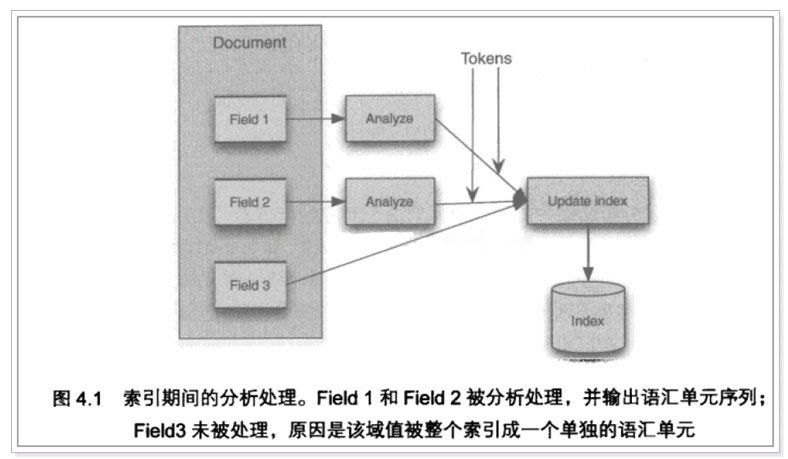 Document
Tokens
Field 1
Analyze
Field 2
Analyze
Update index
Field 3
Index
图 4.1 索引期间的分析处理。Field 1 和 Field 2 被分析处理，并输出语汇单元序列；
Field3 未被处理，原因是该域值被整个索引成一个单独的语汇单元